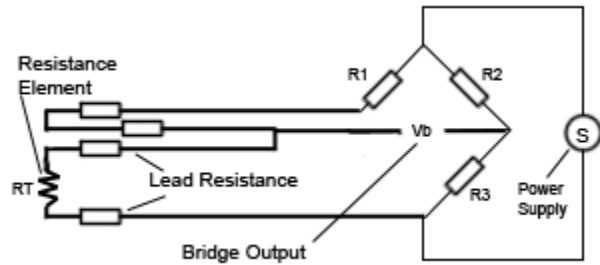 Resistance
Element
R1
R2
Vb
S
RT
Lead Resistance
R3
Power
Supply
Bridge Output